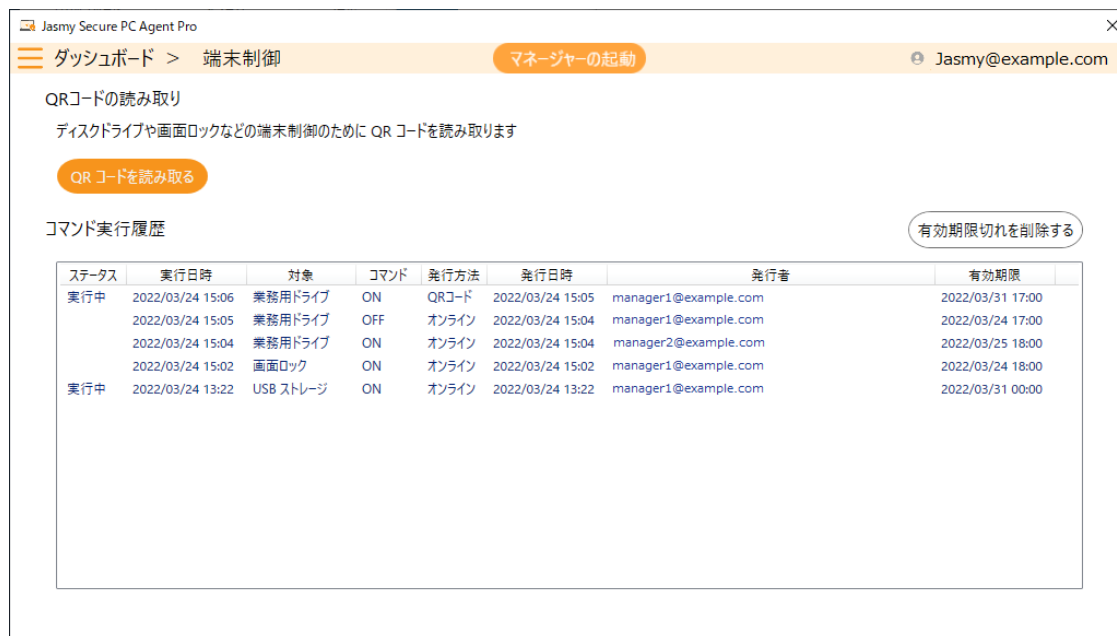 Jasmy Secure PC Agent Pro
ダッシュボード > 端末制御 マネージャーの起動 Jasmy@example.com
QRコードの読み取り
ディスクドライブや画面ロックなどの端末制御のために QR コードを読み取ります
QR コードを読み取る
コマンド実行履歴 有効期限切れを削除する
ステータス 実行日時 対象 コマンド 発行方法 発行日時 発行者 有効期限
実行中 2022/03/24 15:06 業務用ドライブ ON QRコード 2022/03/24 15:05 manager1@example.com 2022/03/31 17:00
2022/03/24 15:05 業務用ドライブ OFF オンライン 2022/03/24 15:04 manager1@example.com 2022/03/24 17:00
2022/03/24 15:04 業務用ドライブ ON オンライン 2022/03/24 15:04 manager2@example.com 2022/03/25 18:00
2022/03/24 15:02 画面ロック ON オンライン 2022/03/24 15:02 manager1@example.com 2022/03/24 18:00
実行中 2022/03/24 13:22 USB ストレージ ON オンライン 2022/03/24 13:22 manager1@example.com 2022/03/31 00:00